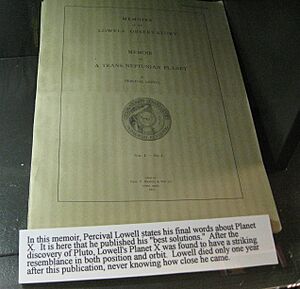 MEMOIRS
OF THE
LOWELL OBSERVATORY
MEMOIR
ON
A TRANS-NEPTUNIAN PLANET
BY
PERCIVAL LOWELL
In this memoir, Percival Lowell states his final words about Planet
X. It is here that he published his "best solutions." After the
discovery of Pluto, Lowell's Planet X was found to have a striking
resemblance in both position and orbit. Lowell died only one year
after this publication, never knowing how close he came.